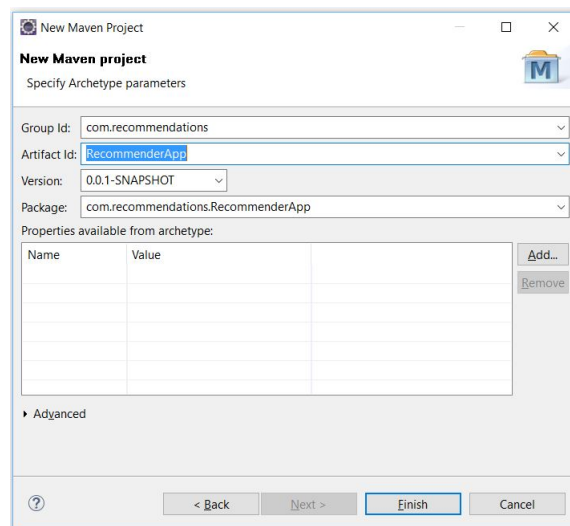 New Maven Project
New Maven project
Specify Archetype parameters
M
Group Id: com.recommendations
Artifact Id: RecommenderApp
Version: 0.0.1-SNAPSHOT
Package: com.recommendations.RecommenderApp
Properties available from archetype:
Name Value
Add...
Remove
Advanced
? < Back Next > Finish Cancel